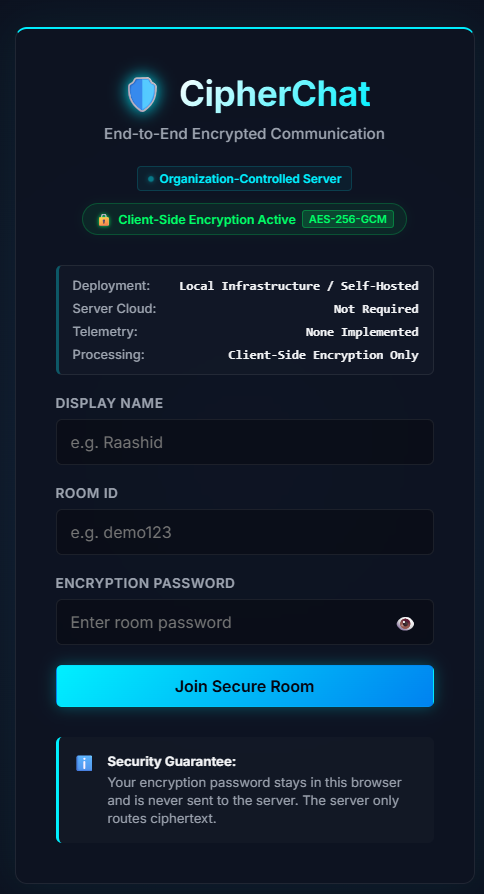 CipherChat
End-to-End Encrypted Communication
Organization-Controlled Server
Client-Side Encryption Active AES-256-GCM
Deployment: Local Infrastructure / Self-Hosted
Server Cloud: Not Required
Telemetry: None Implemented
Processing: Client-Side Encryption Only
DISPLAY NAME
e.g. Raashid
ROOM ID
e.g. demo123
ENCRYPTION PASSWORD
Enter room password
Join Secure Room
Security Guarantee:
Your encryption password stays in this browser
and is never sent to the server. The server only
routes ciphertext.